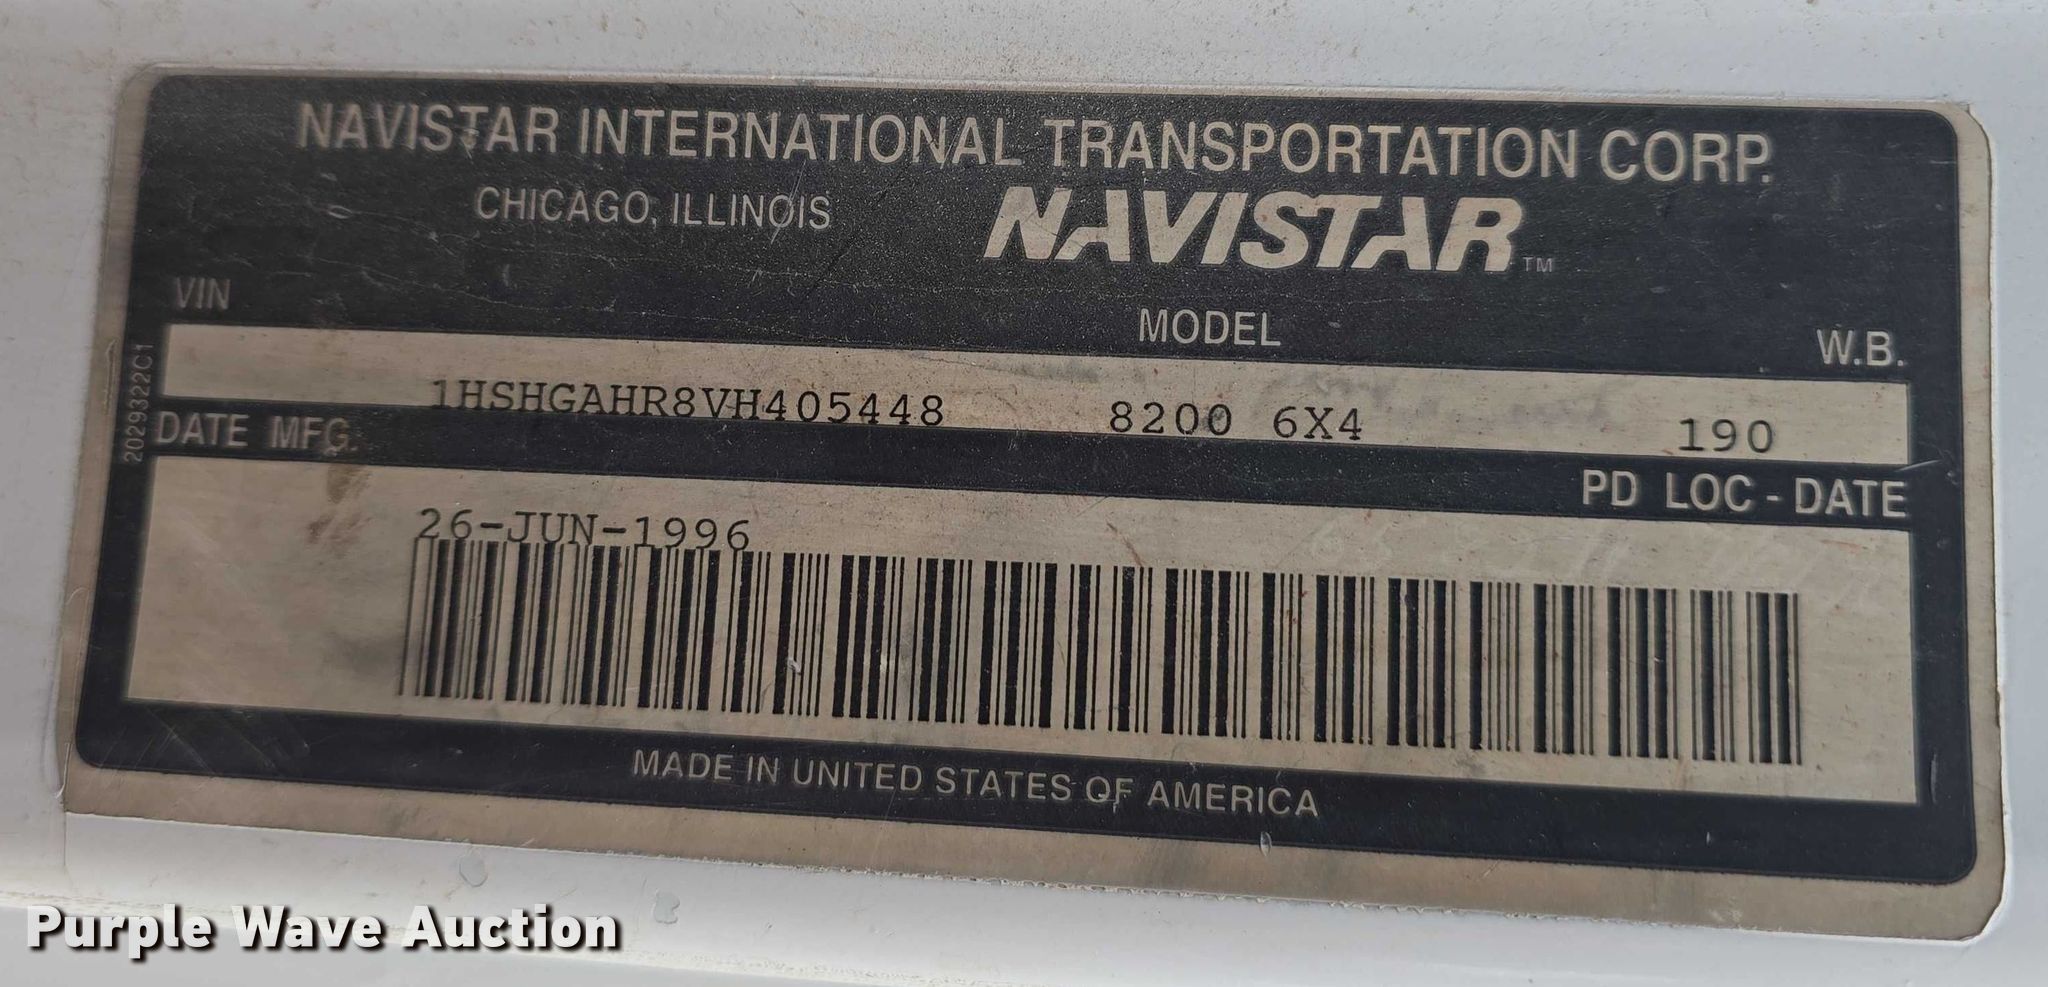 NAVISTAR INTERNATIONAL TRANSPORTATION CORP.
CHICAGO, ILLINOIS
NAVISTAR TM
VIN MODEL W.B.
1HSHGAHR8VH405448 8200 6X4 190
2029322C1
DATE MFG. PD LOC - DATE
26-JUN-1996
MADE IN UNITED STATES OF AMERICA
Purple Wave Auction